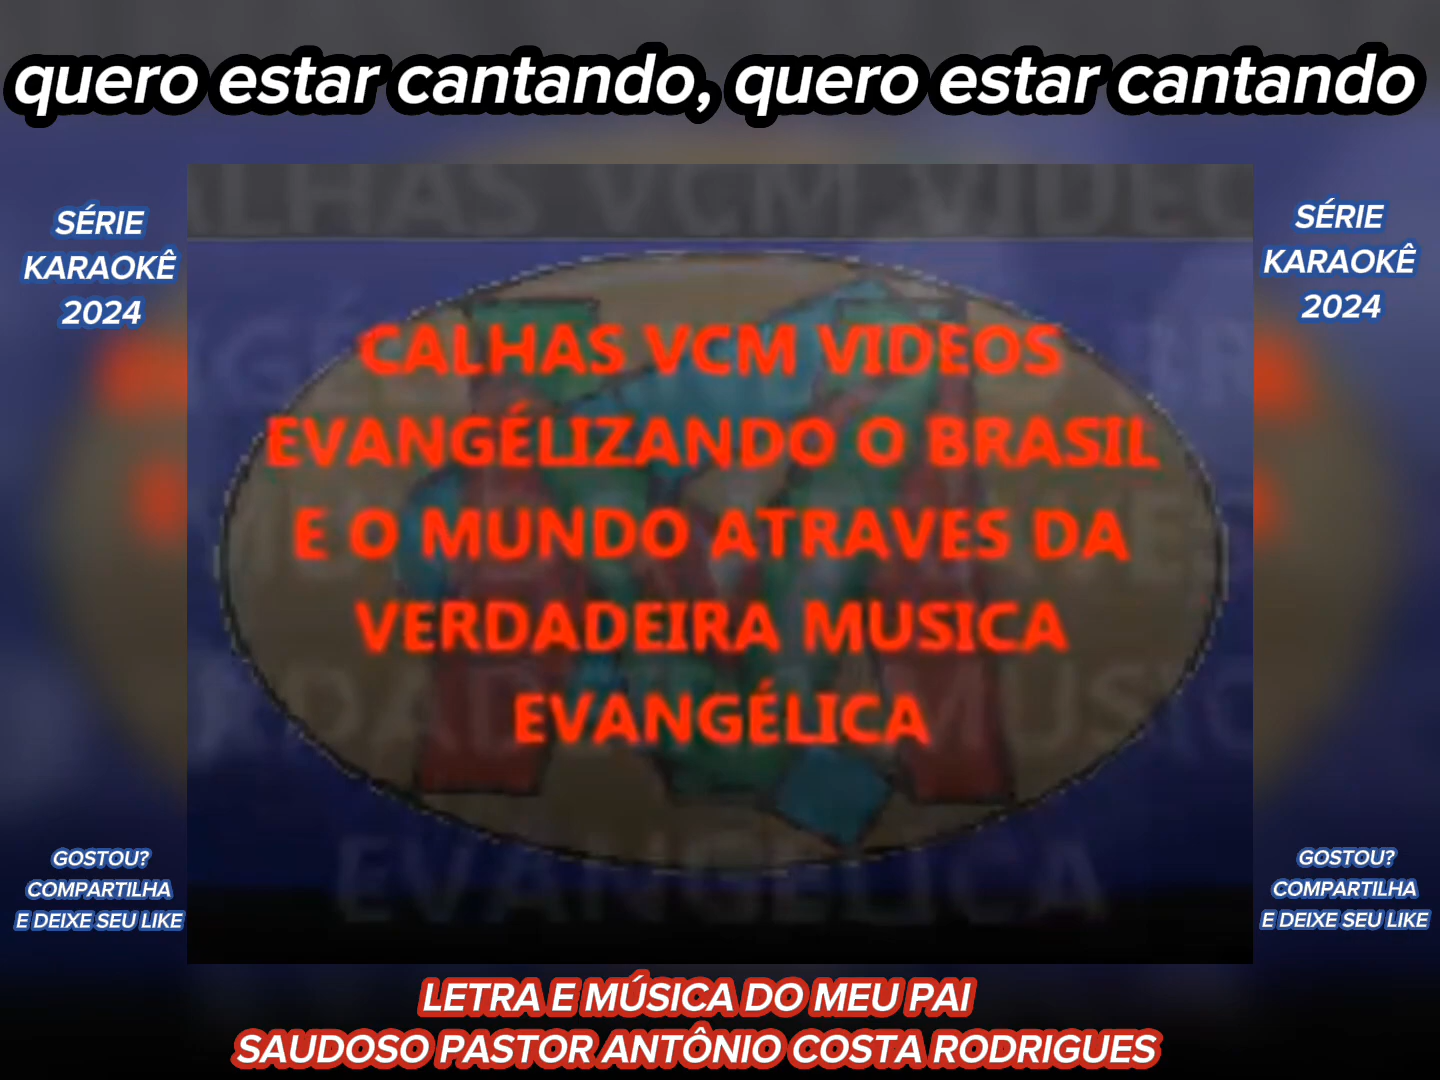 quero estar cantando, quero estar cantando
SÉRIE
KARAOKÊ
2024
SÉRIE
KARAOKÊ
2024
CALHAS VCM VIDEOS
EVANGÉLIZANDO O BRASIL
E O MUNDO ATRAVES DA
VERDADEIRA MUSICA
EVANGÉLICA
GOSTOU?
COMPARTILHA
E DEIXE SEU LIKE
GOSTOU?
COMPARTILHA
E DEIXE SEU LIKE
LETRA E MÚSICA DO MEU PAI
SAUDOSO PASTOR ANTÔNIO COSTA RODRIGUES